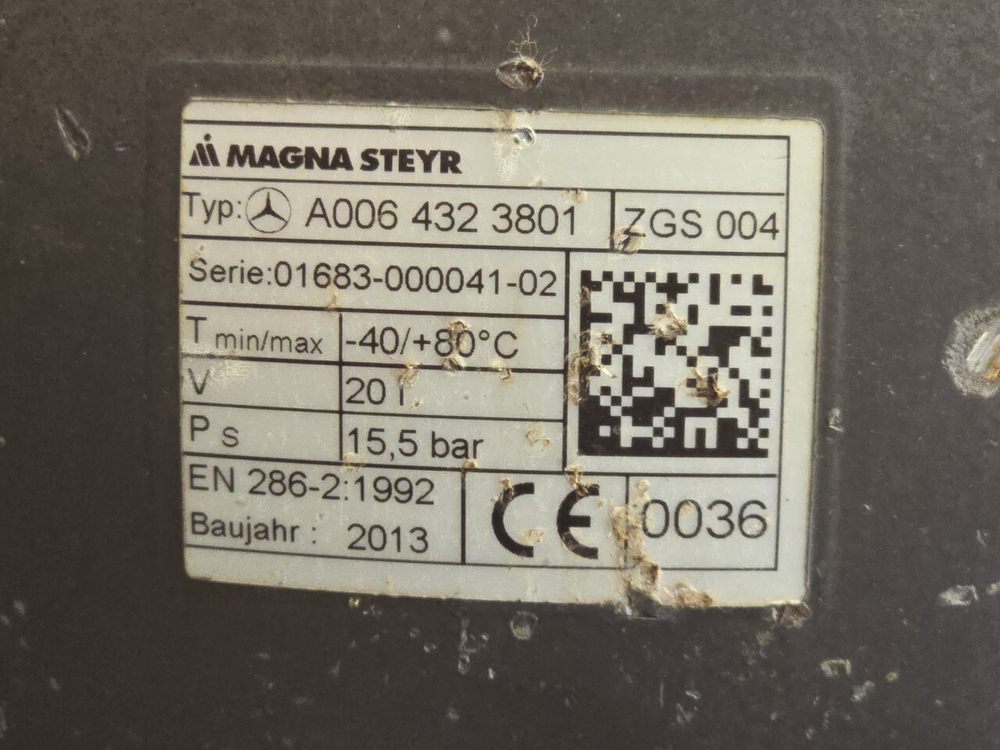 MAGNA STEYR
Typ: A006 432 3801 ZGS 004
Serie:01683-000041-02
T min/max -40/+80°C
V 20 l
P S 15,5 bar
EN 286-2:1992
Baujahr : 2013 CE 0036